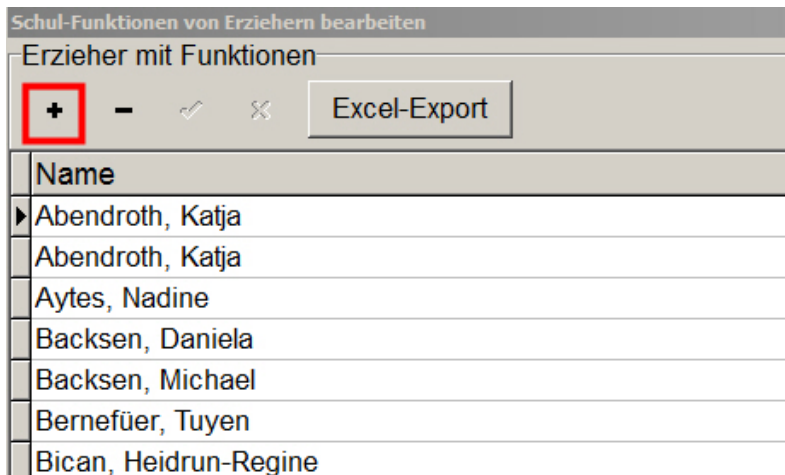 Schul-Funktionen von Erziehern bearbeiten
Erzieher mit Funktionen
+ - Excel-Export
Name
Abendroth, Katja
Abendroth, Katja
Aytes, Nadine
Backsen, Daniela
Backsen, Michael
Bernefüer, Tuyen
Bican, Heidrun-Regine